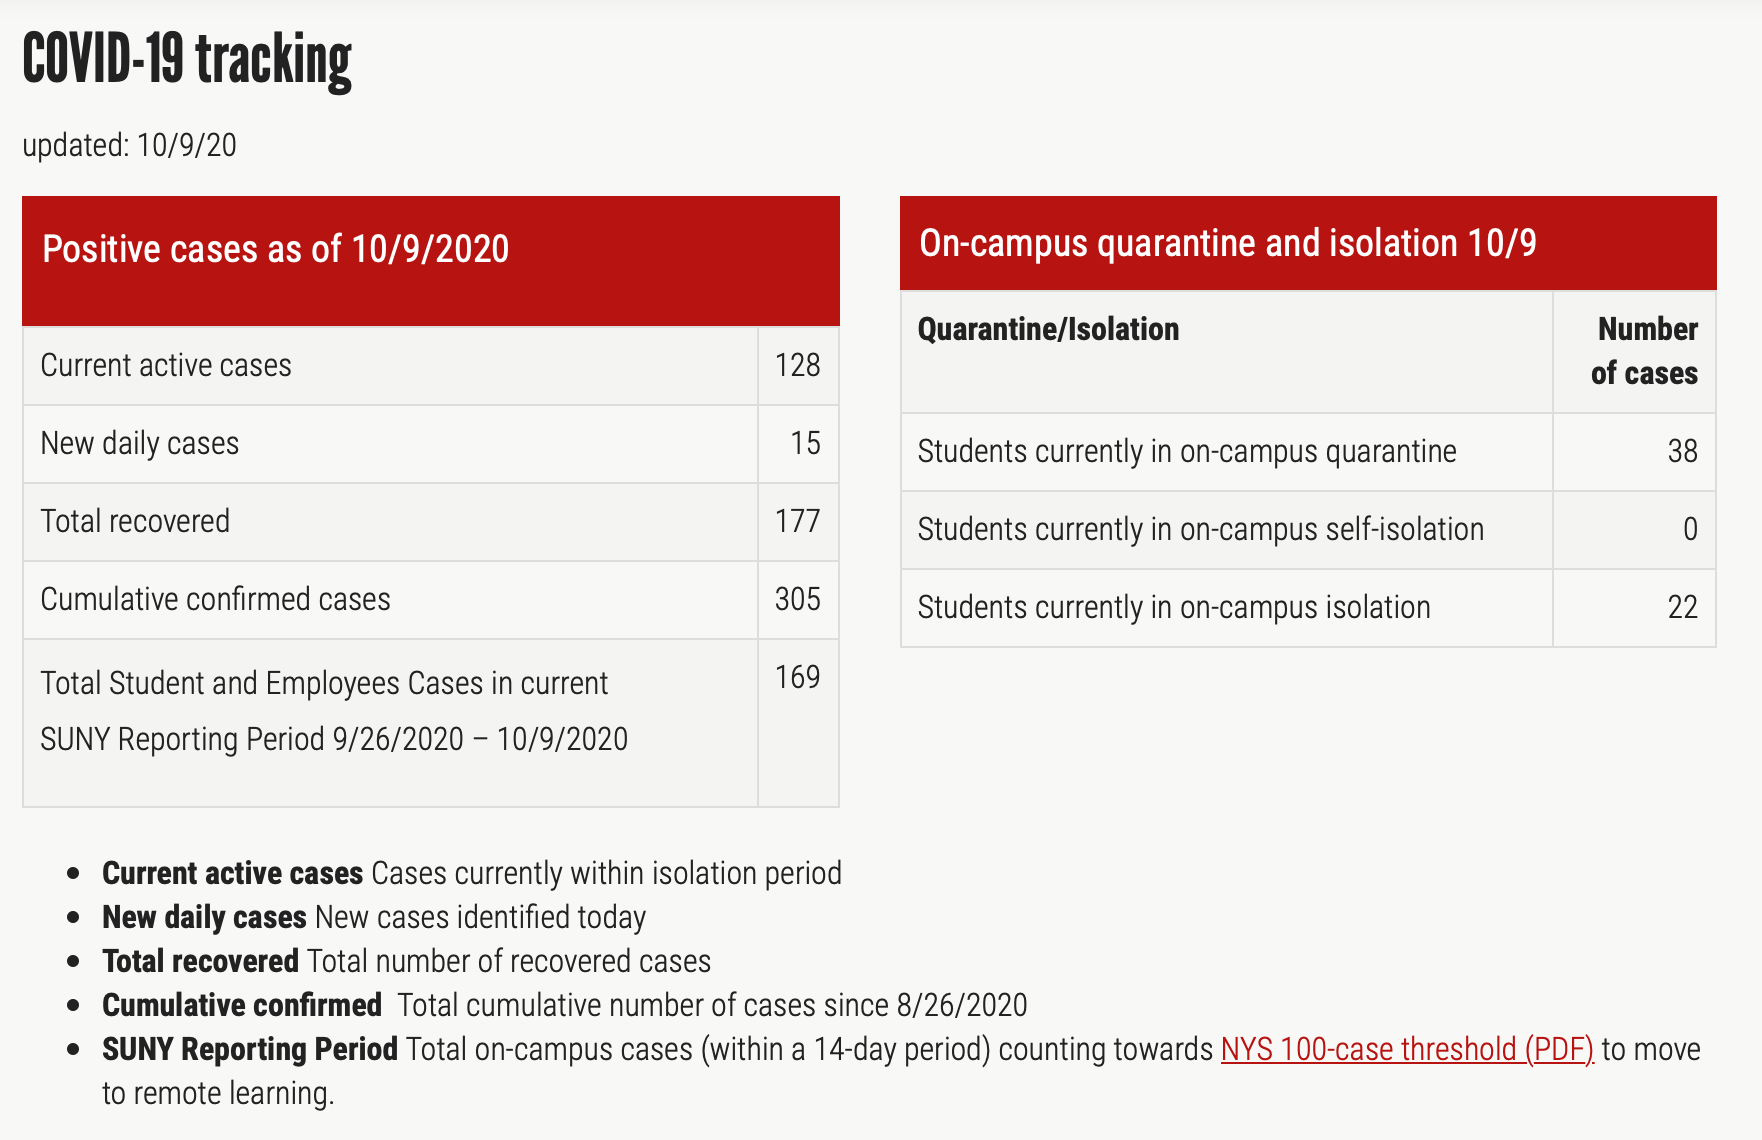 COVID-19 tracking
updated: 10/9/20
Positive cases as of 10/9/2020
Current active cases 128
New daily cases 15
Total recovered 177
Cumulative confirmed cases 305
Total Student and Employees Cases in current 169
SUNY Reporting Period 9/26/2020 – 10/9/2020
On-campus quarantine and isolation 10/9
Quarantine/Isolation Number
of cases
Students currently in on-campus quarantine 38
Students currently in on-campus self-isolation 0
Students currently in on-campus isolation 22
• Current active cases Cases currently within isolation period
• New daily cases New cases identified today
• Total recovered Total number of recovered cases
• Cumulative confirmed  Total cumulative number of cases since 8/26/2020
• SUNY Reporting Period Total on-campus cases (within a 14-day period) counting towards NYS 100-case threshold (PDF) to move
to remote learning.